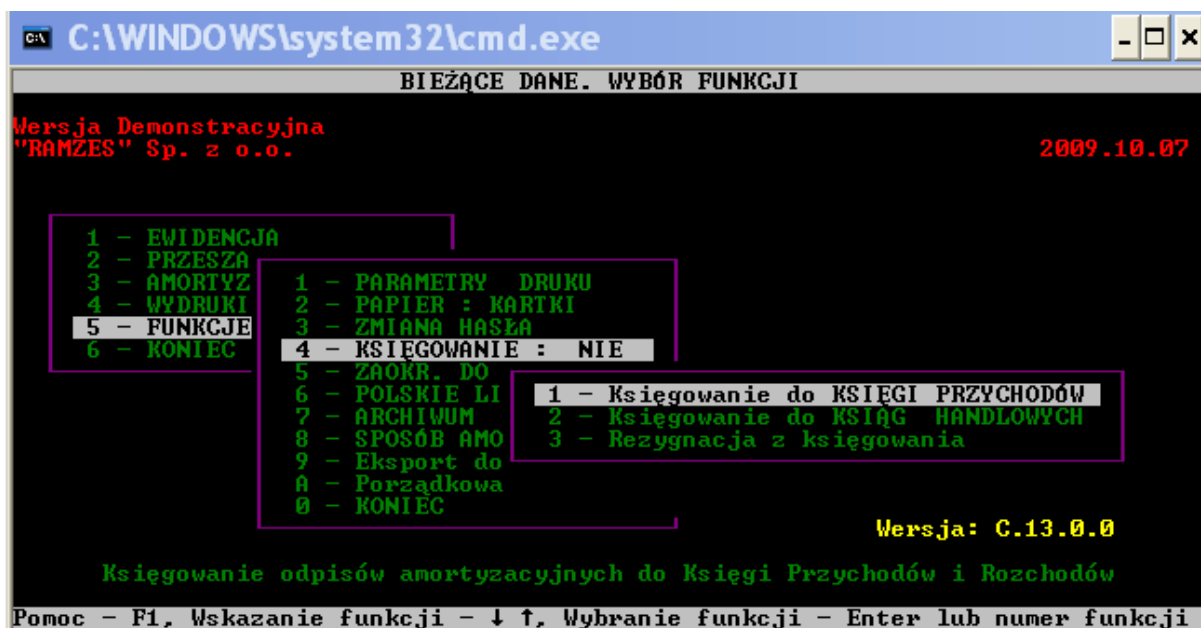 C:\WINDOWS\system32\cmd.exe
BIEŻĄCE DANE. WYBÓR FUNKCJI
Wersja Demonstracyjna
"RAMZES" Sp. z o.o.
2009.10.07
1 - EWIDENCJA
2 - PRZESZA
3 - AMORTYZ
4 - WYDRUKI
5 - FUNKCJE
6 - KONIEC
1 - PARAMETRY DRUKU
2 - PAPIER : KARTKI
3 - ZMIANA HASŁA
4 - KSIĘGOWANIE : NIE
5 - ZAOKR. DO
6 - POLSKIE LI
7 - ARCHIWUM
8 - SPOSÓB AMO
9 - Eksport do
A - Porządkowa
0 - KONIEC
1 - Księgowanie do KSIĘGI PRZYCHODÓW
2 - Księgowanie do KSIĄG HANDLOWYCH
3 - Rezygnacja z księgowania
Wersja: C.13.0.0
Księgowanie odpisów amortyzacyjnych do Księgi Przychodów i Rozchodów
Pomoc - F1, Wskazanie funkcji - ↓ ↑, Wybranie funkcji - Enter lub numer funkcji